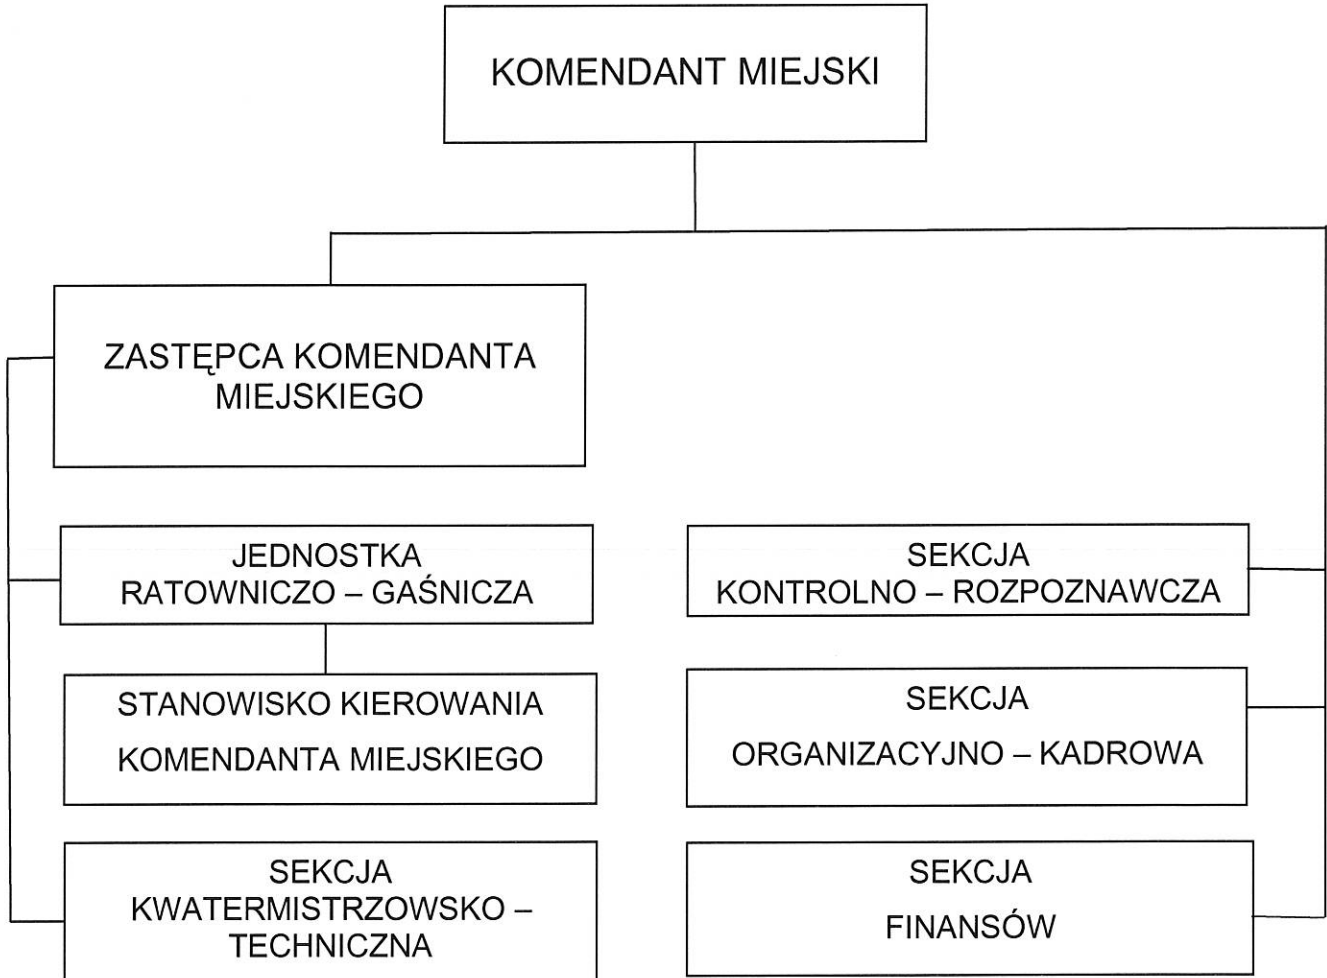 KOMENDANT MIEJSKI
ZASTĘPCA KOMENDANTA
MIEJSKIEGO
JEDNOSTKA
RATOWNICZO – GAŚNICZA
STANOWISKO KIEROWANIA
KOMENDANTA MIEJSKIEGO
SEKCJA
KWATERMISTRZOWSKO –
TECHNICZNA
SEKCJA
KONTROLNO – ROZPOZNAWCZA
SEKCJA
ORGANIZACYJNO – KADROWA
SEKCJA
FINANSÓW